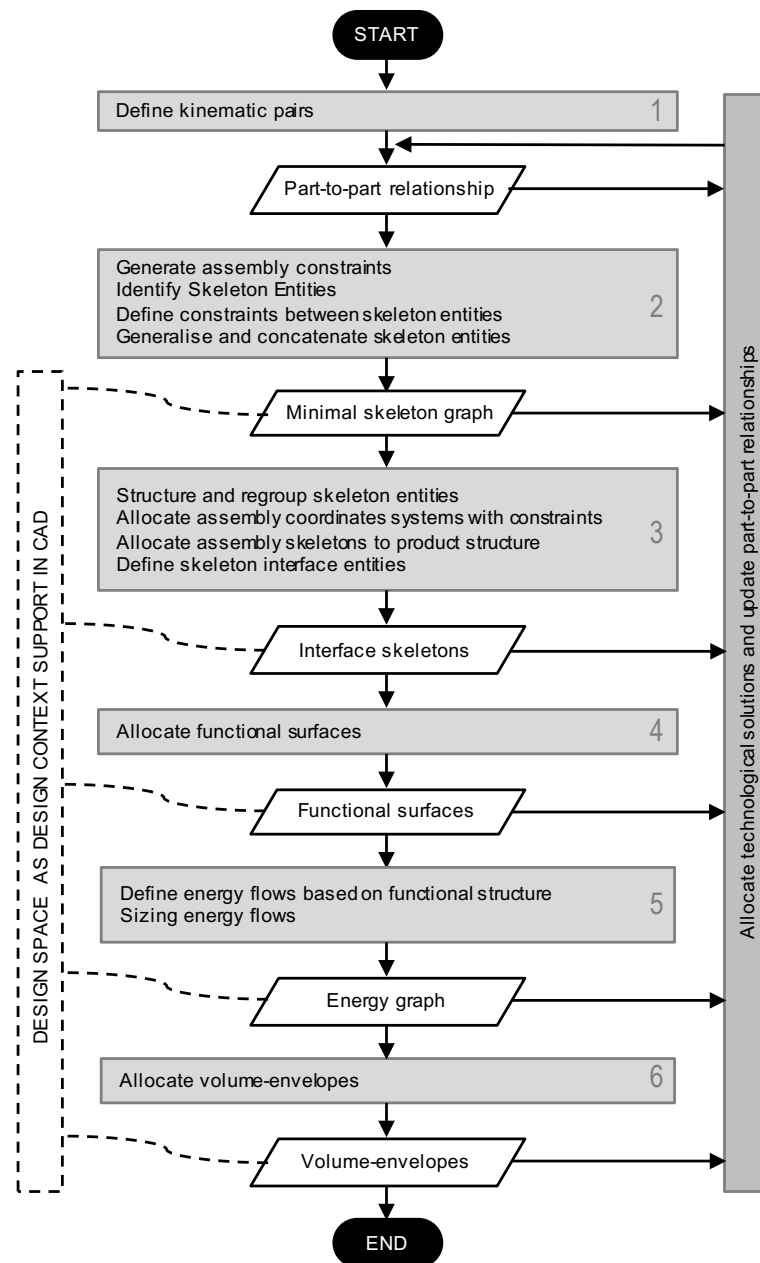 START
Define kinematic pairs
1
Part-to-part relationship
Generate assembly constraints
Identify Skeleton Entities
Define constraints between skeleton entities
Generalise and concatenate skeleton entities
2
Minimal skeleton graph
Structure and regroup skeleton entities
Allocate assembly coordinates systems with constraints
Allocate assembly skeletons to product structure
Define skeleton interface entities
3
Interface skeletons
Allocate functional surfaces
4
Functional surfaces
Define energy flows based on functional structure
Sizing energy flows
5
Energy graph
Allocate volume-envelopes
6
Volume-envelopes
END
DESIGN SPACE AS DESIGN CONTEXT SUPPORT IN CAD
Allocate technological solutions and update part-to-part relationships